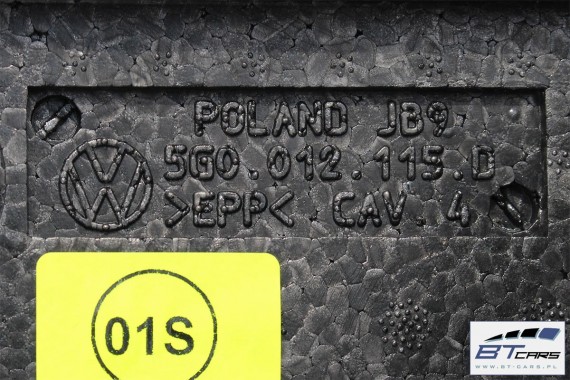 POLAND JB9
5G0.012.115.D
>EPP< CAV.4
01S
BT CARS
WWW.BT-CARS.PL